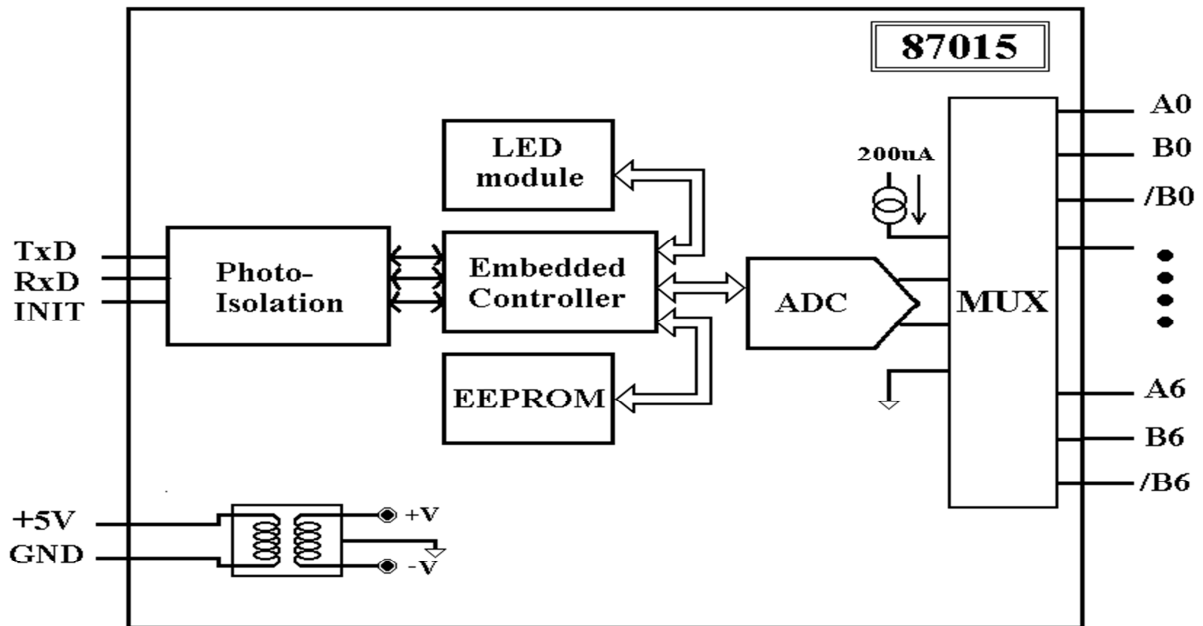 87015
A0
B0
/B0
LED
module
200uA
TxD
RxD
INIT
Photo-
Isolation
Embedded
Controller
ADC
MUX
EEPROM
A6
B6
/B6
+5V
GND
+V
-V